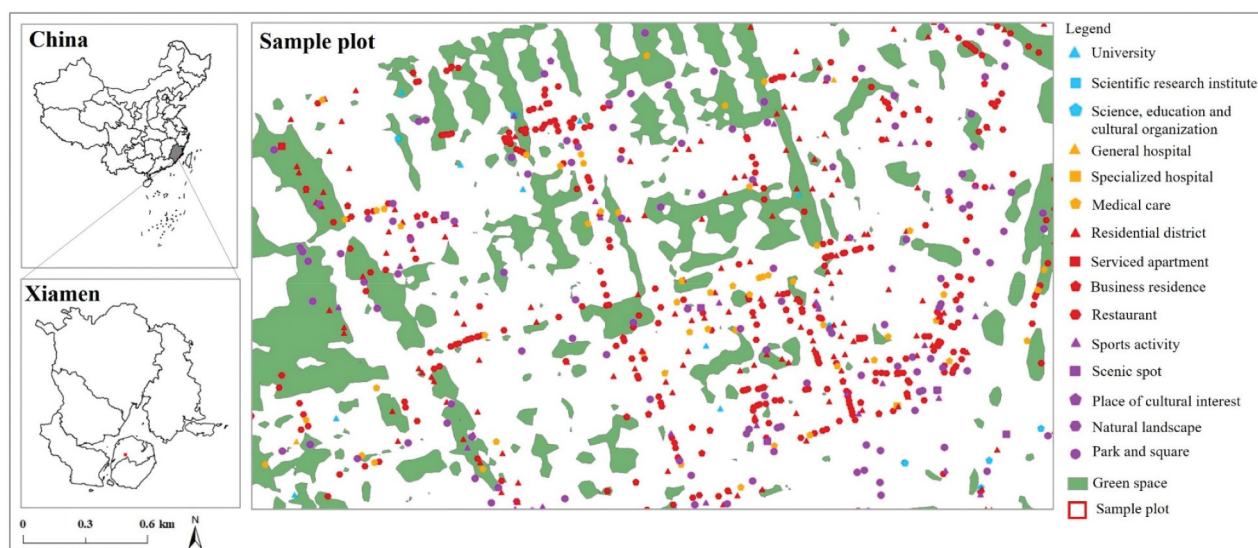 China
Sample plot
Legend
University
Scientific research institute
Science, education and
cultural organization
General hospital
Specialized hospital
Medical care
Residential district
Serviced apartment
Business residence
Restaurant
Sports activity
Scenic spot
Place of cultural interest
Natural landscape
Park and square
Green space
Sample plot
Xiamen
0 0.3 0.6 km
N